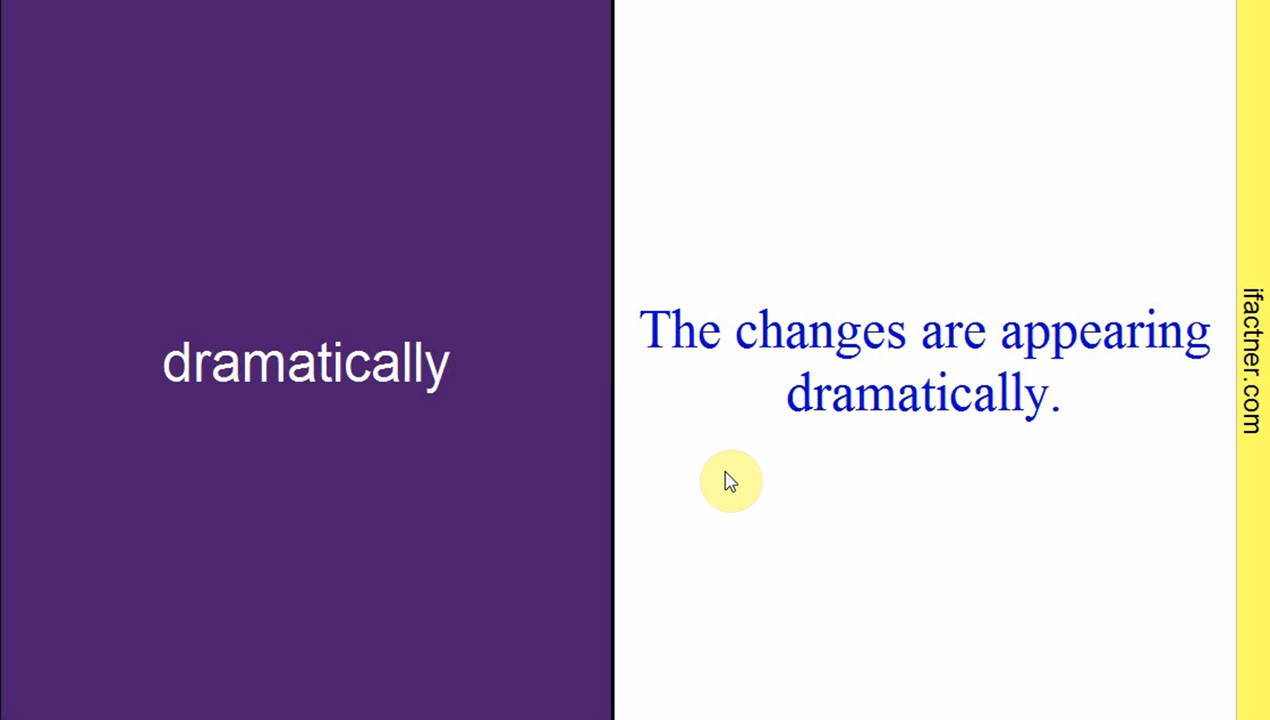 dramatically
The changes are appearing
dramatically.
ifactner.com